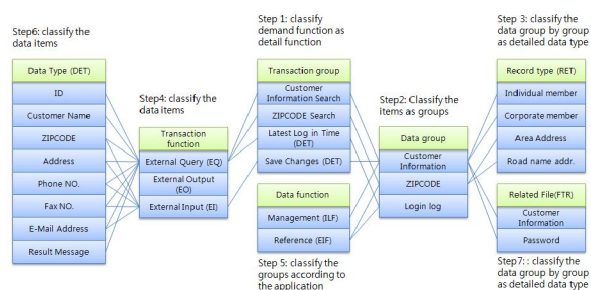 Step6: classify the
data items
Data Type (DET)
ID
Customer Name
ZIPCODE
Address
Phone NO.
Fax NO.
E-Mail Address
Result Message
Step4: classify the
data items
Transaction
function
External Query (EQ)
External Output
(EO)
External Input (EI)
Step 1: classify
demand function as
detail function
Transaction group
Customer
Information Search
ZIPCODE Search
Latest Log in Time
(DET)
Save Changes (DET)
Data function
Management (ILF)
Reference (EIF)
Step 5: classify the
groups according to
the application
Step2: Classify the
items as groups
Data group
Customer
Information
ZIPCODE
Login log
Step 3: classify the
data group by group
as detailed data type
Record type (RET)
Individual member
Corporate member
Area Address
Road name addr.
Related File(FTR)
Customer
Information
Password
Step7: : classify the
data group by group
as detailed data type